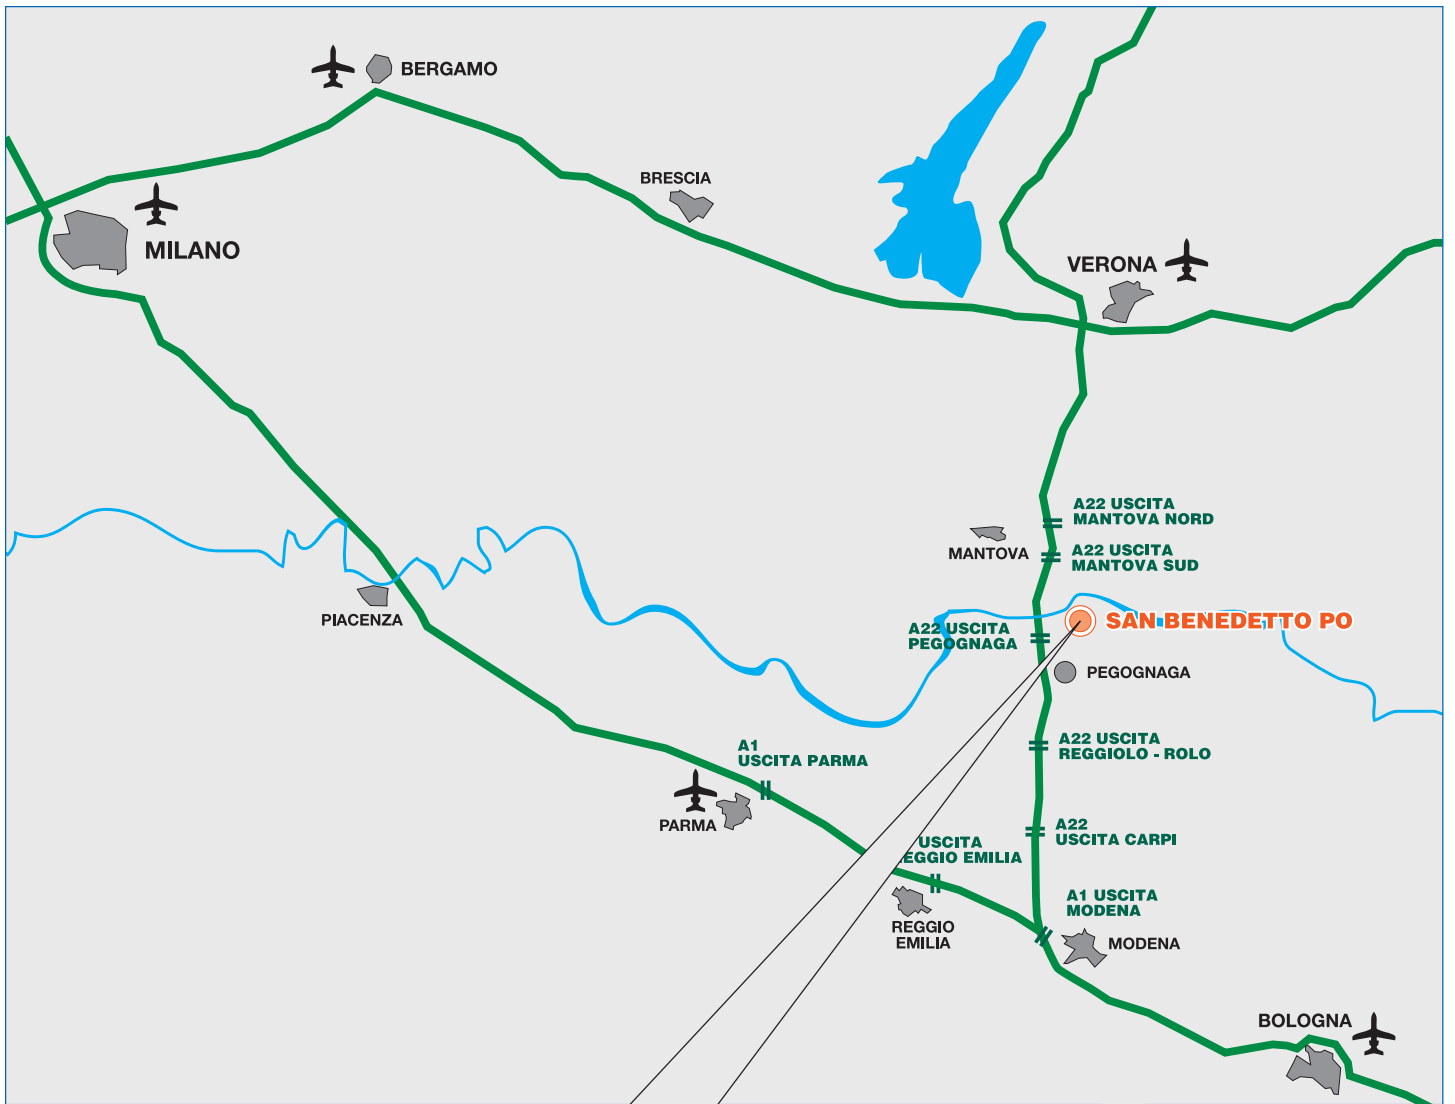 BERGAMO
BRESCIA
MILANO
VERONA
A22 USCITA
MANTOVA NORD
MANTOVA
A22 USCITA
MANTOVA SUD
PIACENZA
SAN BENEDETTO PO
A22 USCITA
PEGOGNAGA
PEGOGNAGA
A22 USCITA
REGGIOLO - ROLO
A1
USCITA PARMA
PARMA
A22
USCITA CARPI
USCITA
EGGIO EMILIA
A1 USCITA
MODENA
REGGIO
EMILIA
MODENA
BOLOGNA